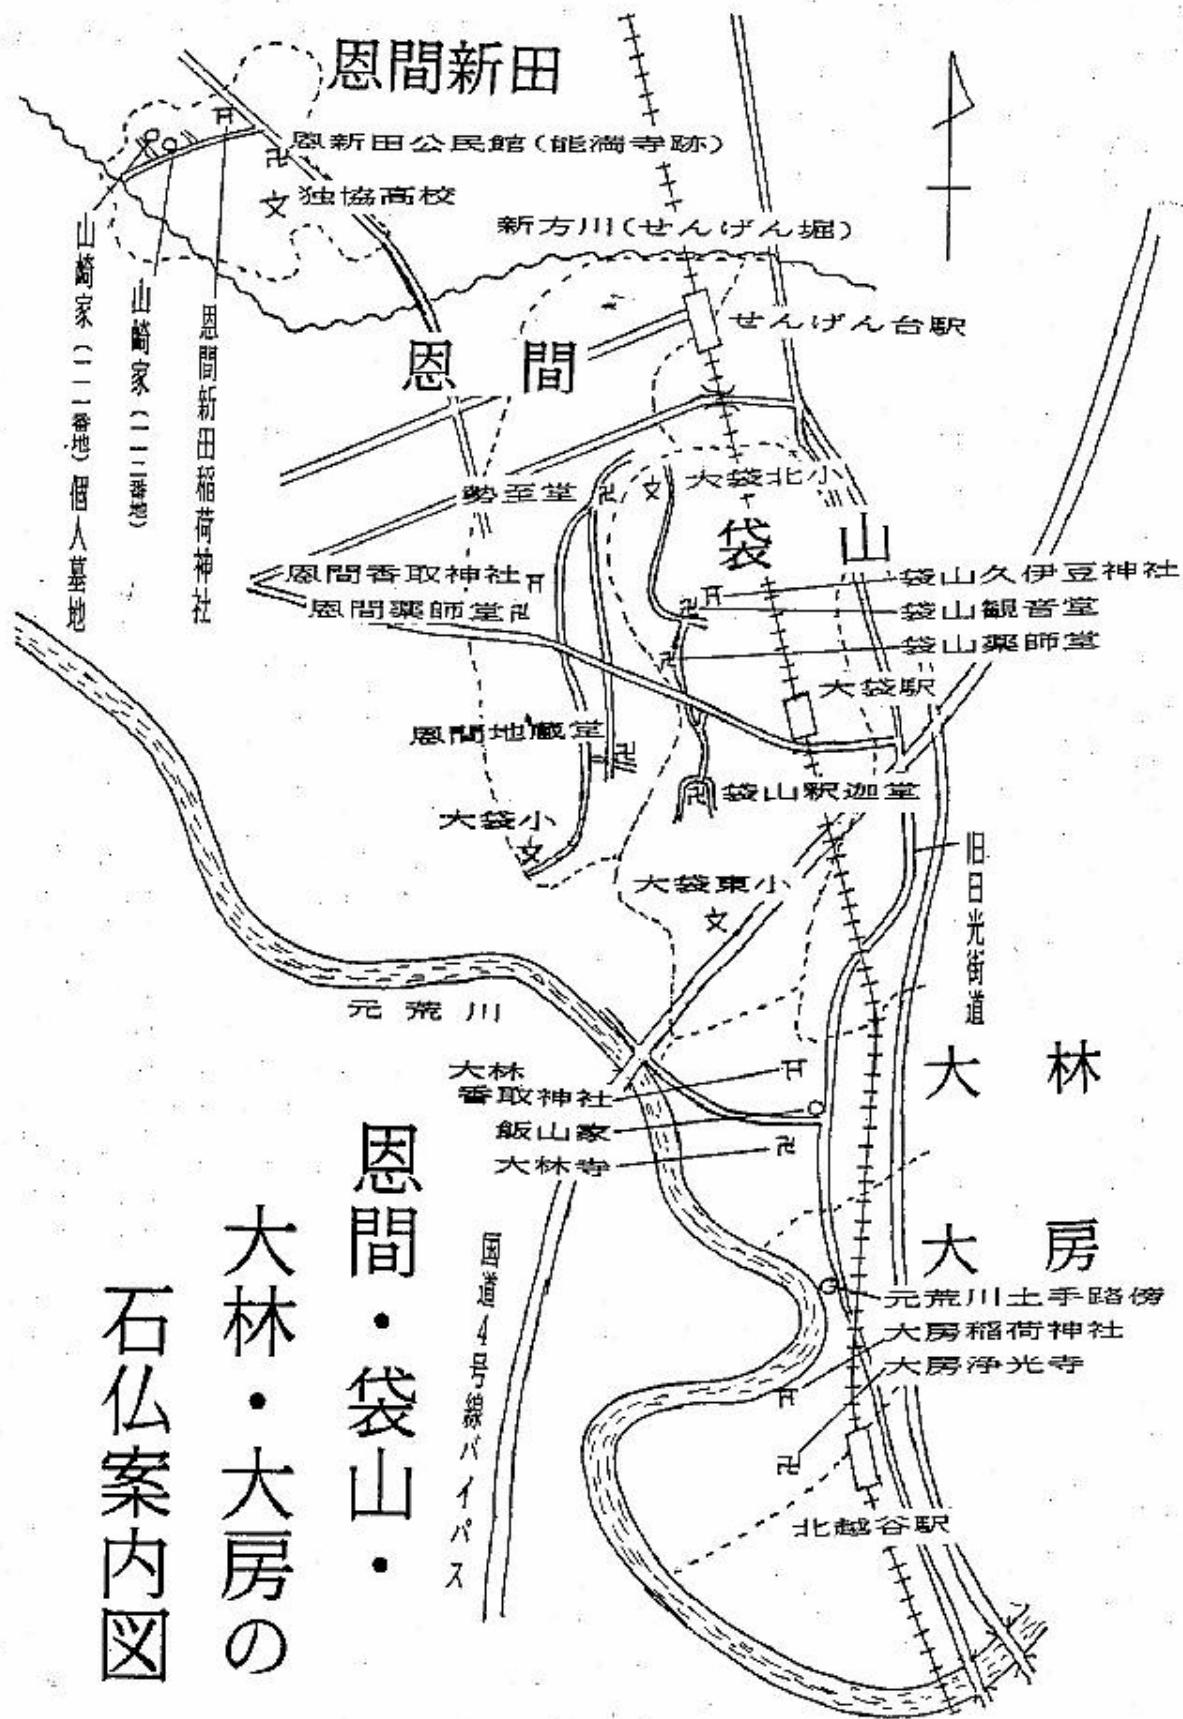 恩間新田
恩新田公民館(能満寺跡)
独協高校
新方川(せんげん堀)
山崎家(一一一番地)個人墓地
山崎家(一一二番地)
恩間新田稲荷神社
せんげん台駅
恩間
大袋北小
勢至堂
袋山
恩間香取神社
恩間薬師堂
袋山久伊豆神社
袋山観音堂
袋山薬師堂
大袋駅
恩間地蔵堂
袋山釈迦堂
大袋小
大袋東小
旧日光街道
元荒川
大林
大林
香取神社
飯山家
大林寺
大房
元荒川土手路傍
大房稲荷神社
大房浄光寺
北越谷駅
国道4号線バイパス
恩間・袋山・
大林・大房の
石仏案内図